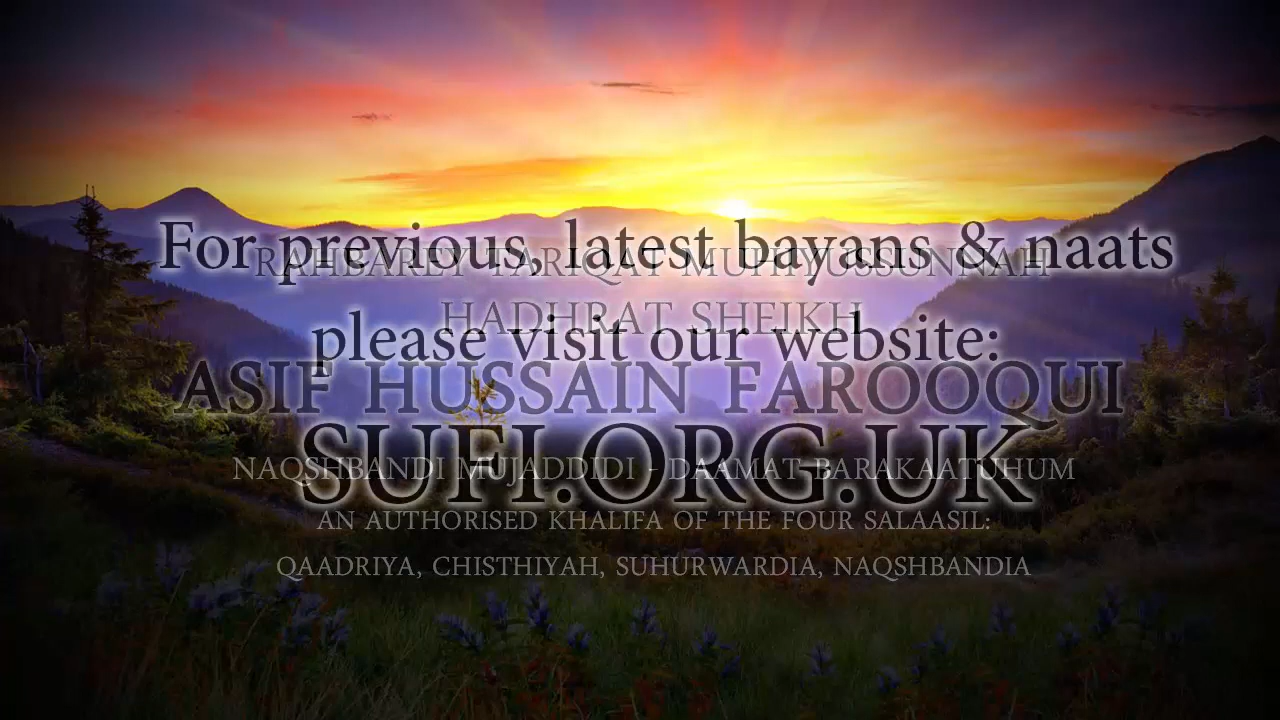 For previous, latest bayans & naats
RAHBAREY TARIQAT MUHIYUSSUNNAH
HADHRAT SHEIKH
please visit our website:
ASIF HUSSAIN FAROOQUI
SUFI.ORG.UK
NAQSHBANDI MUJADDIDI - DAAMAT BARAKAATUHUM
AN AUTHORISED KHALIFA OF THE FOUR SALAASIL:
QAADRIYA, CHISTHIYAH, SUHURWARDIA, NAQSHBANDIA